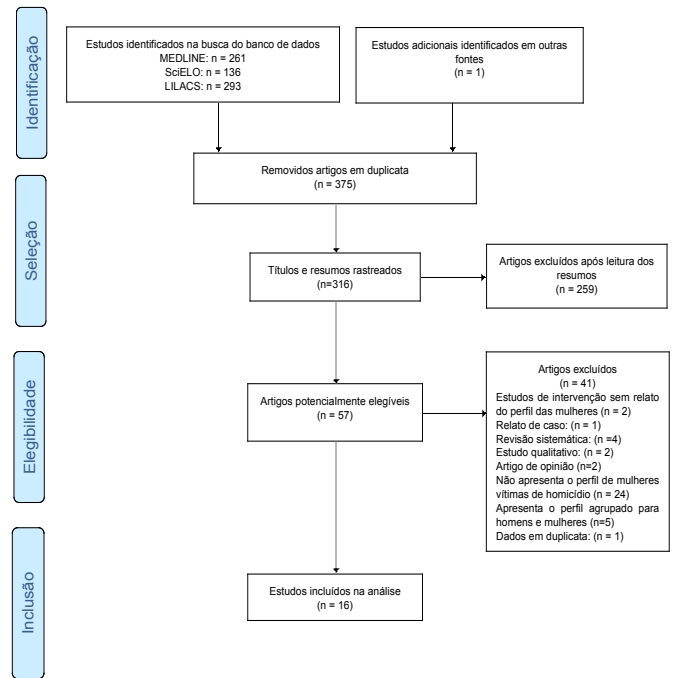 Identificação
Estudos identificados na busca do banco de dados
MEDLINE: n = 261
SciELO: n = 136
LILACS: n = 293
Estudos adicionais identificados em outras
fontes
(n = 1)
Removidos artigos em duplicata
(n = 375)
Seleção
Títulos e resumos rastreados
(n=316)
Artigos excluídos após leitura dos
resumos
(n = 259)
Elegibilidade
Artigos potencialmente elegíveis
(n = 57)
Artigos excluídos
(n = 41)
Estudos de intervenção sem relato
do perfil das mulheres (n = 2)
Relato de caso: (n = 1)
Revisão sistemática: (n =4)
Estudo qualitativo: (n = 2)
Artigo de opinião (n=2)
Não apresenta o perfil de mulheres
vítimas de homicídio (n = 24)
Apresenta o perfil agrupado para
homens e mulheres (n=5)
Dados em duplicata: (n = 1)
Inclusão
Estudos incluídos na análise
(n = 16)